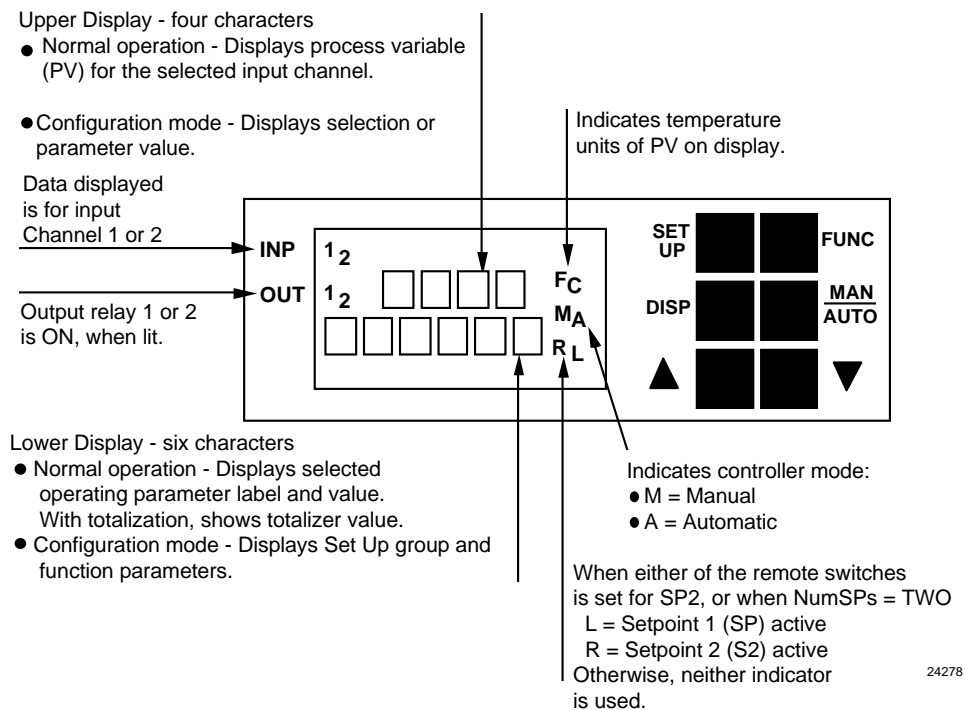 Upper Display - four characters
● Normal operation - Displays process variable
(PV) for the selected input channel.
● Configuration mode - Displays selection or
parameter value.
Indicates temperature
units of PV on display.
Data displayed
is for input
Channel 1 or 2
Output relay 1 or 2
is ON, when lit.
INP 1 2
OUT 1 2
F C
M A
R L
SET UP
FUNC
DISP
MAN
AUTO
▲ ▼
Lower Display - six characters
● Normal operation - Displays selected
operating parameter label and value.
With totalization, shows totalizer value.
● Configuration mode - Displays Set Up group and
function parameters.
Indicates controller mode:
● M = Manual
● A = Automatic
When either of the remote switches
is set for SP2, or when NumSPs = TWO
L = Setpoint 1 (SP) active
R = Setpoint 2 (S2) active
Otherwise, neither indicator
is used.
24278